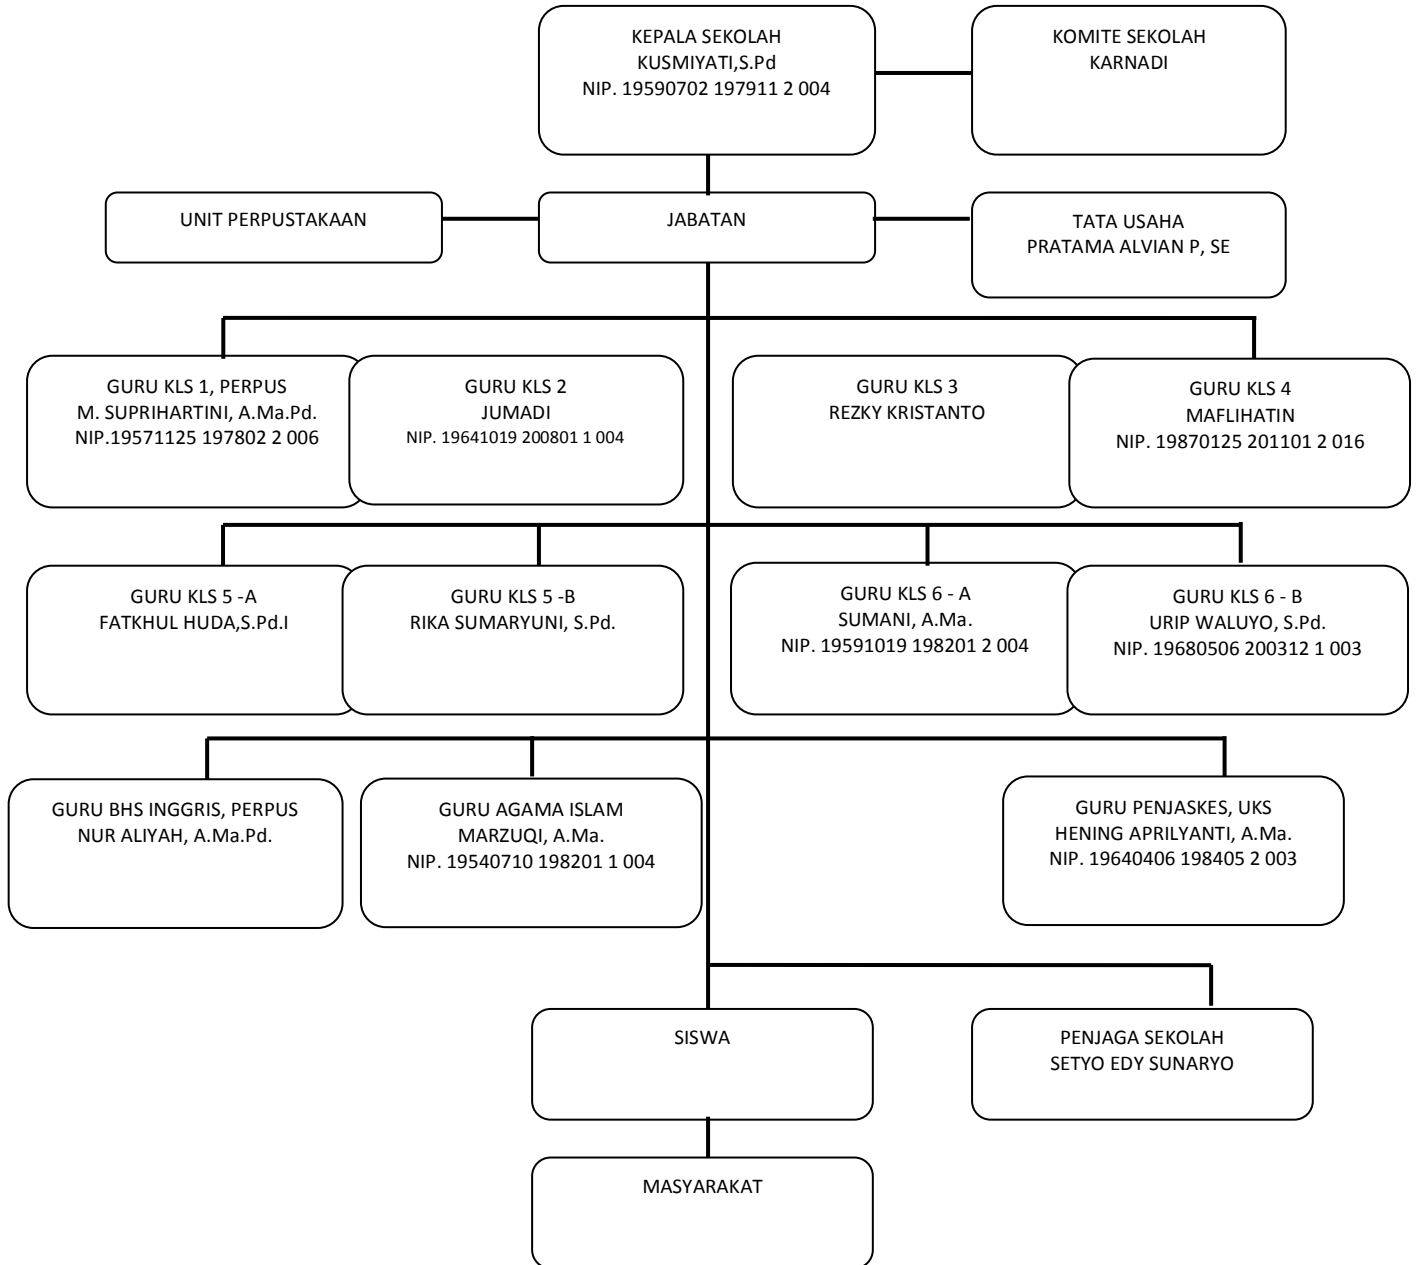 KEPALA SEKOLAH
KUSMIYATI,S.Pd
NIP. 19590702 197911 2 004
KOMITE SEKOLAH
KARNADI
UNIT PERPUSTAKAAN
JABATAN
TATA USAHA
PRATAMA ALVIAN P, SE
GURU KLS 1, PERPUS
M. SUPRIHARTINI, A.Ma.Pd.
NIP.19571125 197802 2 006
GURU KLS 2
JUMADI
NIP. 19641019 200801 1 004
GURU KLS 3
REZKY KRISTANTO
GURU KLS 4
MAFLIHATIN
NIP. 19870125 201101 2 016
GURU KLS 5 -A
FATKHUL HUDA,S.Pd.I
GURU KLS 5 -B
RIKA SUMARYUNI, S.Pd.
GURU KLS 6 - A
SUMANI, A.Ma.
NIP. 19591019 198201 2 004
GURU KLS 6 - B
URIP WALUYO, S.Pd.
NIP. 19680506 200312 1 003
GURU BHS INGGRIS, PERPUS
NUR ALIYAH, A.Ma.Pd.
GURU AGAMA ISLAM
MARZUQI, A.Ma.
NIP. 19540710 198201 1 004
GURU PENJASKES, UKS
HENING APRILYANTI, A.Ma.
NIP. 19640406 198405 2 003
SISWA
PENJAGA SEKOLAH
SETYO EDY SUNARYO
MASYARAKAT